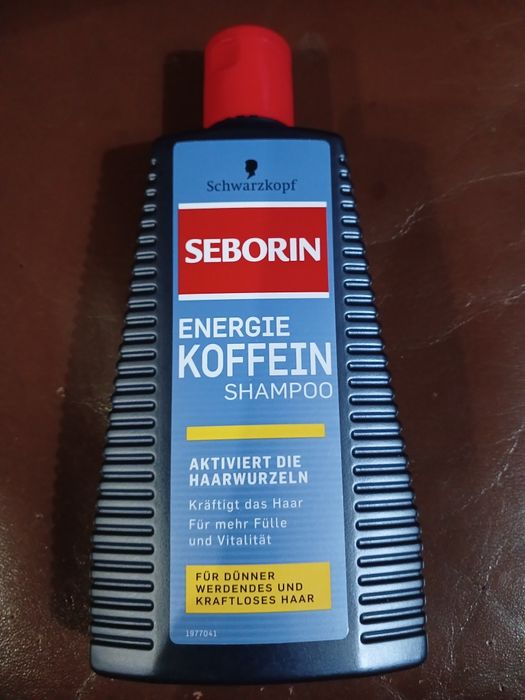 Schwarzkopf
SEBORIN
ENERGIE
KOFFEIN
SHAMPOO
AKTIVIERT DIE
HAARWURZELN
Kräftigt das Haar
Für mehr Fülle
und Vitalität
FÜR DÜNNER
WERDENDES UND
KRAFTLOSES HAAR
1977041